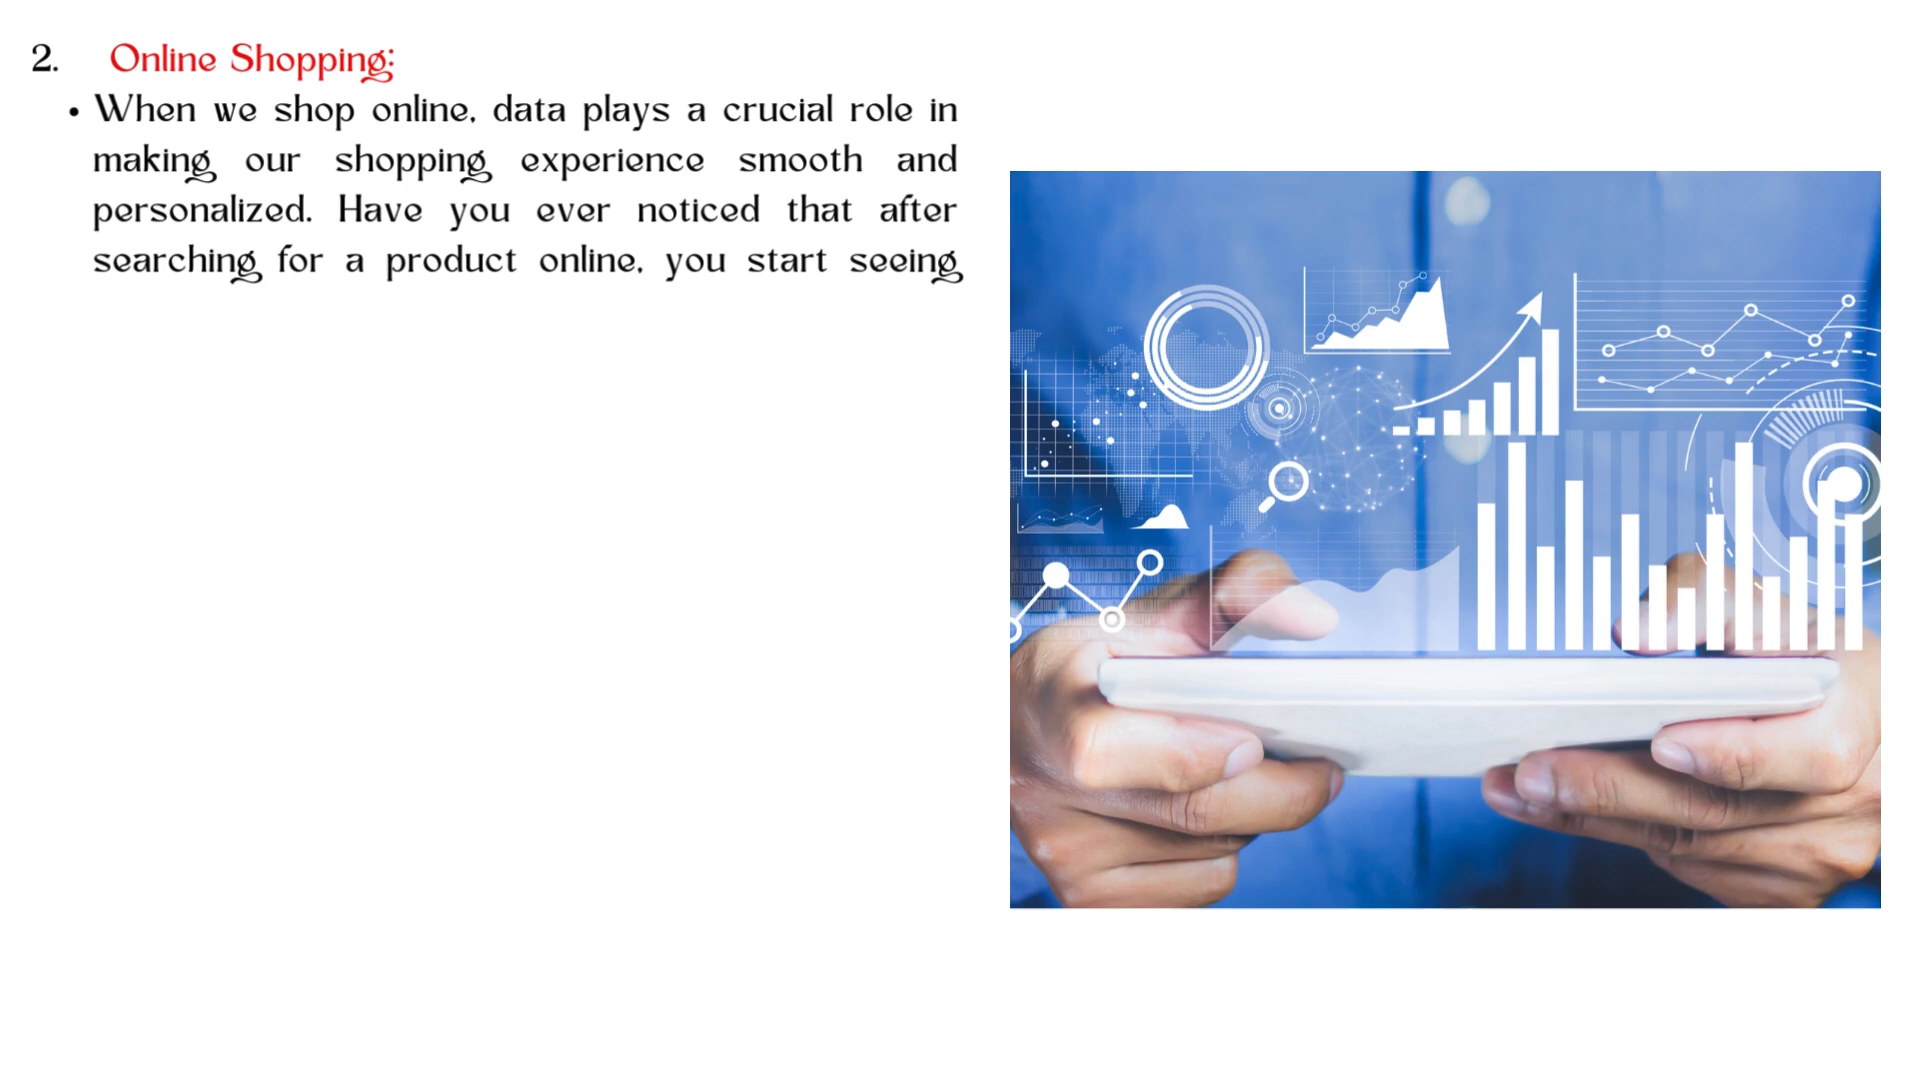 2. Online Shopping:
• When we shop online, data plays a crucial role in
making our shopping experience smooth and
personalized. Have you ever noticed that after
searching for a product online, you start seeing